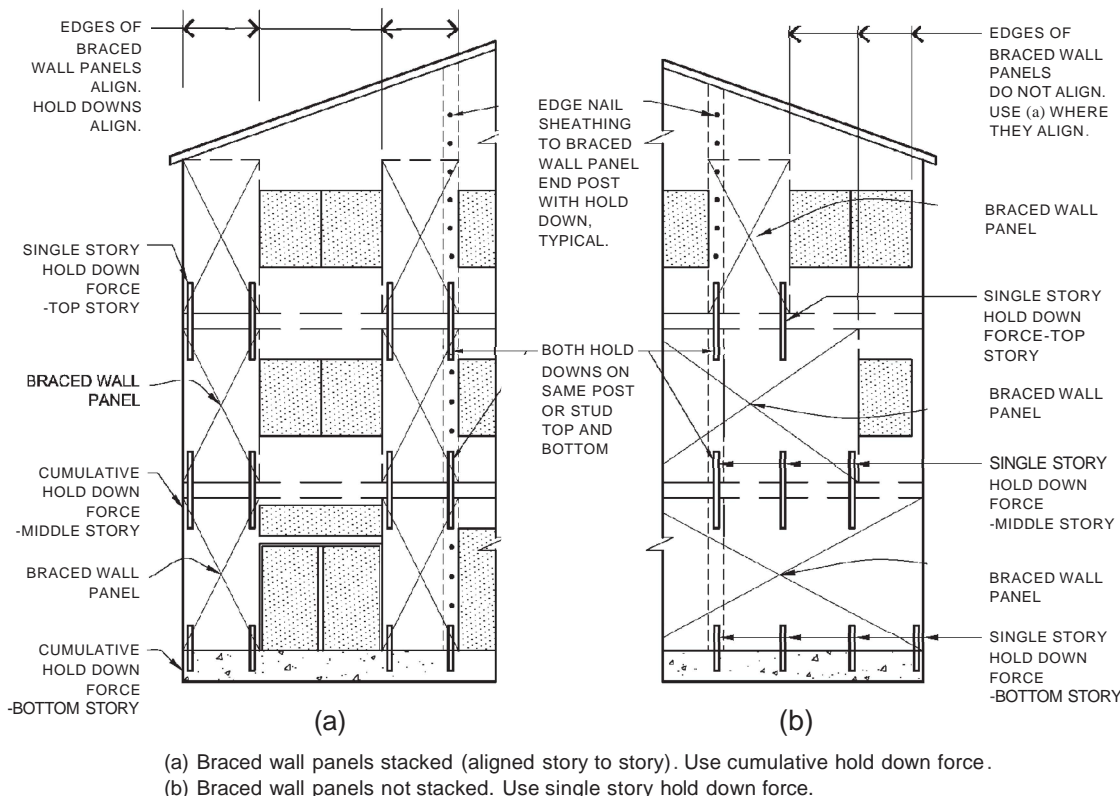 EDGES OF
BRACED
WALL PANELS
ALIGN.
HOLD DOWNS
ALIGN.
SINGLE STORY
HOLD DOWN
FORCE
-TOP STORY
BRACED WALL
PANEL
CUMULATIVE
HOLD DOWN
FORCE
-MIDDLE STORY
BRACED WALL
PANEL
CUMULATIVE
HOLD DOWN
FORCE
-BOTTOM STORY
EDGE NAIL
SHEATHING
TO BRACED
WALL PANEL
END POST
WITH HOLD
DOWN,
TYPICAL.
BOTH HOLD
DOWNS ON
SAME POST
OR STUD
TOP AND
BOTTOM
EDGES OF
BRACED WALL
PANELS
DO NOT ALIGN.
USE (a) WHERE
THEY ALIGN.
BRACED WALL
PANEL
SINGLE STORY
HOLD DOWN
FORCE-TOP
STORY
BRACED WALL
PANEL
SINGLE STORY
HOLD DOWN
FORCE
-MIDDLE STORY
BRACED WALL
PANEL
SINGLE STORY
HOLD DOWN
FORCE
-BOTTOM STORY
(a)
(b)
(a) Braced wall panels stacked (aligned story to story). Use cumulative hold down force.
(b) Braced wall panels not stacked. Use single story hold down force.